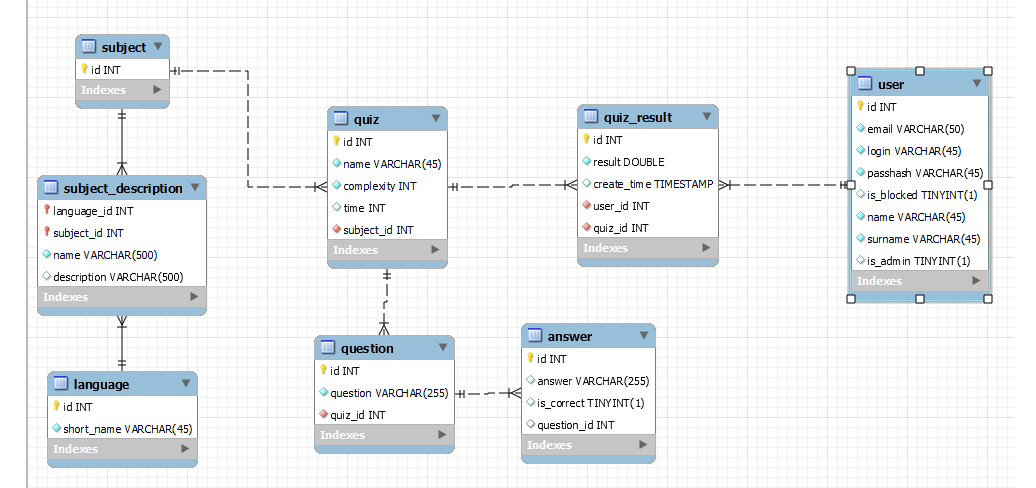 subject
id INT
Indexes
subject_description
language_id INT
subject_id INT
name VARCHAR(500)
description VARCHAR(500)
Indexes
language
id INT
short_name VARCHAR(45)
Indexes
quiz
id INT
name VARCHAR(45)
complexity INT
time INT
subject_id INT
Indexes
question
id INT
question VARCHAR(255)
quiz_id INT
Indexes
quiz_result
id INT
result DOUBLE
create_time TIMESTAMP
user_id INT
quiz_id INT
Indexes
answer
id INT
answer VARCHAR(255)
is_correct TINYINT(1)
question_id INT
Indexes
user
id INT
email VARCHAR(50)
login VARCHAR(45)
passhash VARCHAR(45)
is_blocked TINYINT(1)
name VARCHAR(45)
surname VARCHAR(45)
is_admin TINYINT(1)
Indexes